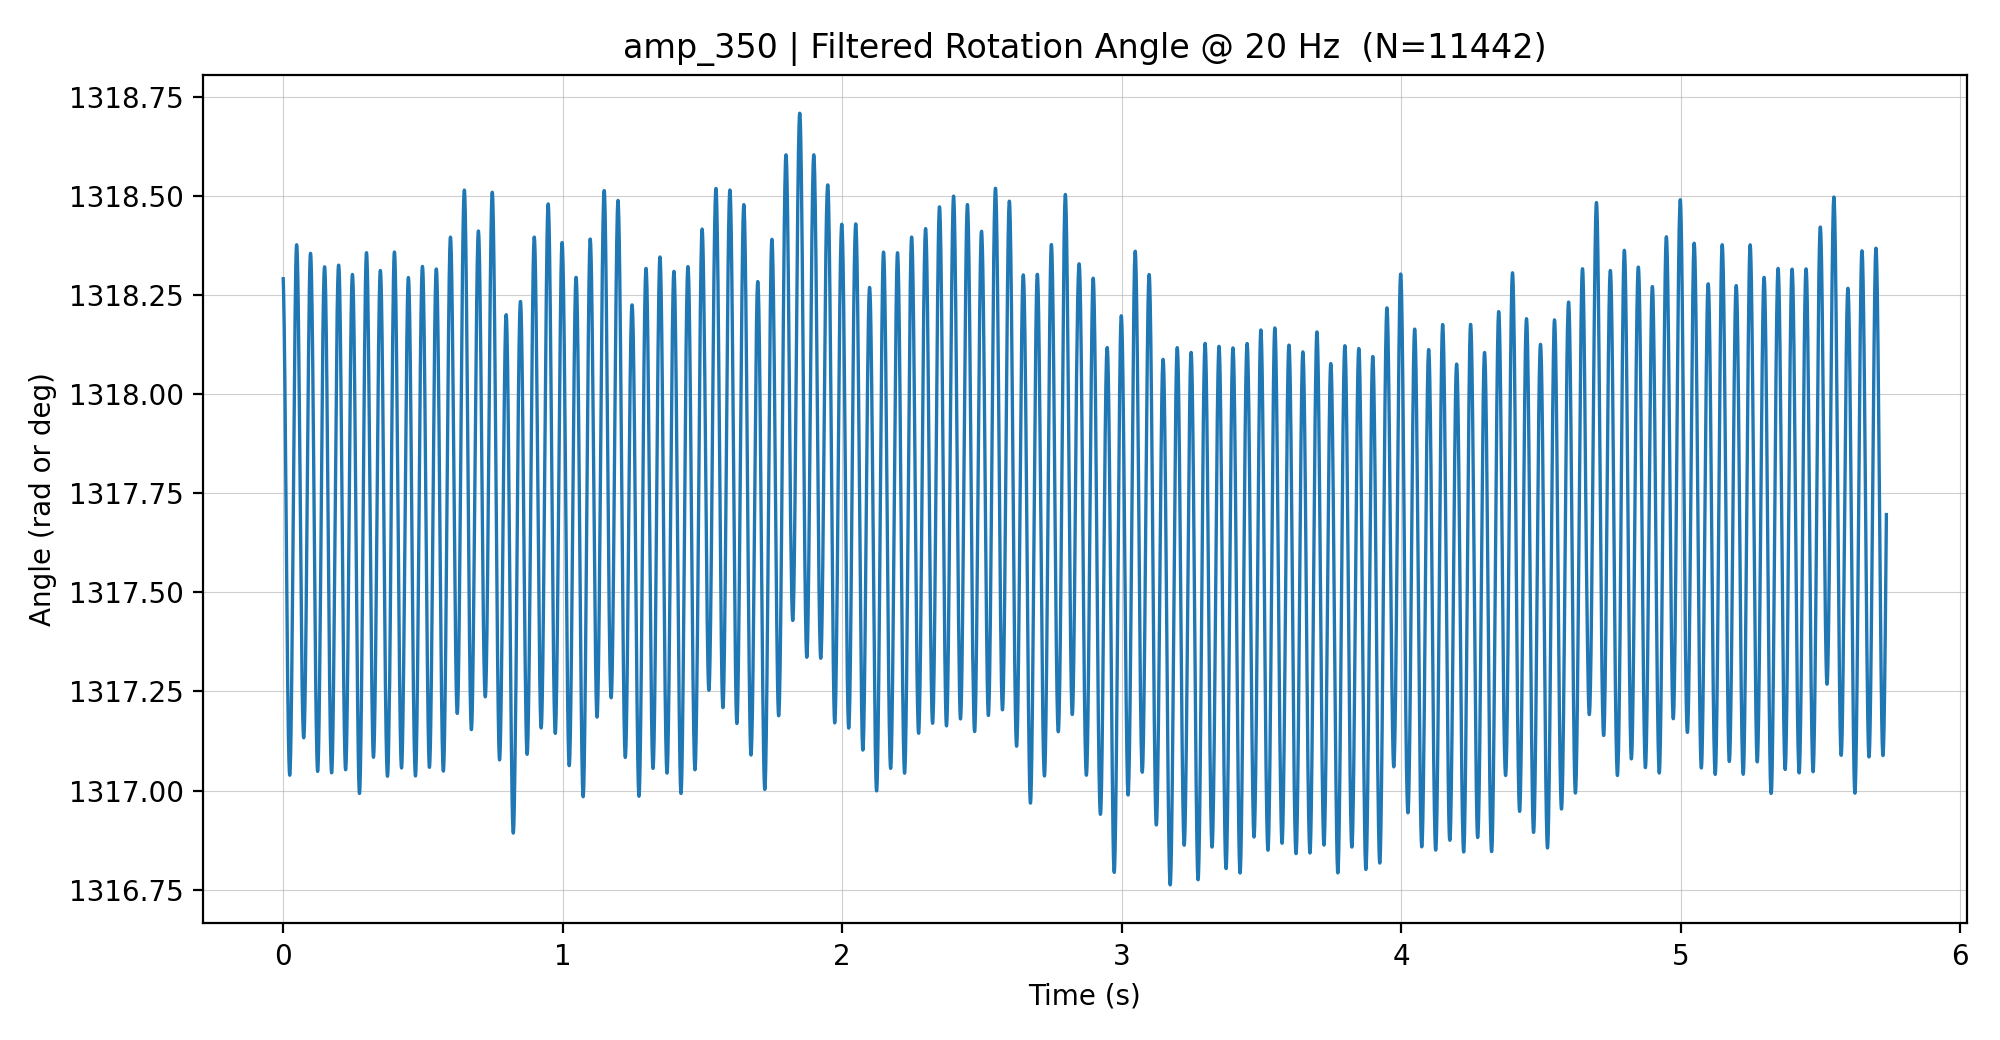 amp_350 | Filtered Rotation Angle @ 20 Hz  (N=11442)
Angle (rad or deg)
1318.75
1318.50
1318.25
1318.00
1317.75
1317.50
1317.25
1317.00
1316.75
0 1 2 3 4 5 6
Time (s)